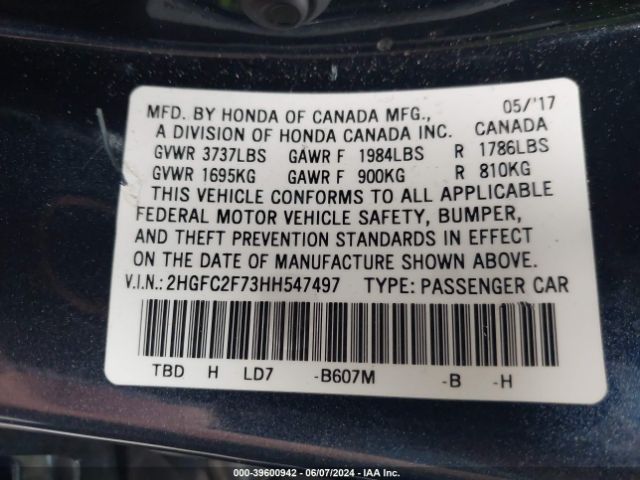 MFD. BY HONDA OF CANADA MFG., 05/'17
A DIVISION OF HONDA CANADA INC. CANADA
GVWR 3737LBS GAWR F 1984LBS R 1786LBS
GVWR 1695KG GAWR F 900KG R 810KG
THIS VEHICLE CONFORMS TO ALL APPLICABLE
FEDERAL MOTOR VEHICLE SAFETY, BUMPER,
AND THEFT PREVENTION STANDARDS IN EFFECT
ON THE DATE OF MANUFACTURE SHOWN ABOVE.
V.I.N.: 2HGFC2F73HH547497 TYPE: PASSENGER CAR
TBD H LD7 -B607M -B -H
000-39600942 - 06/07/2024 - IAA Inc.